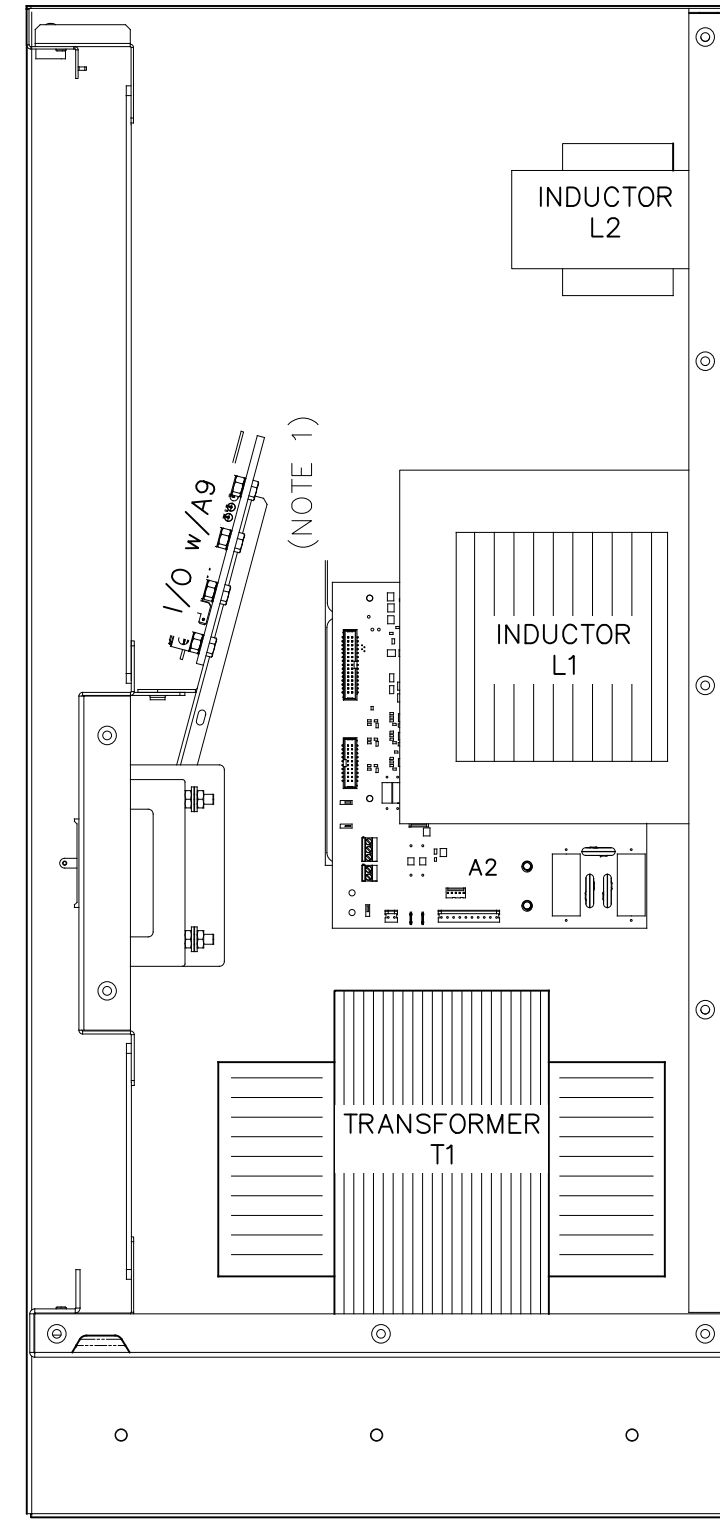 INDUCTOR
L2
(NOTE 1)
I/O w/A9
INDUCTOR
L1
A2
TRANSFORMER
T1